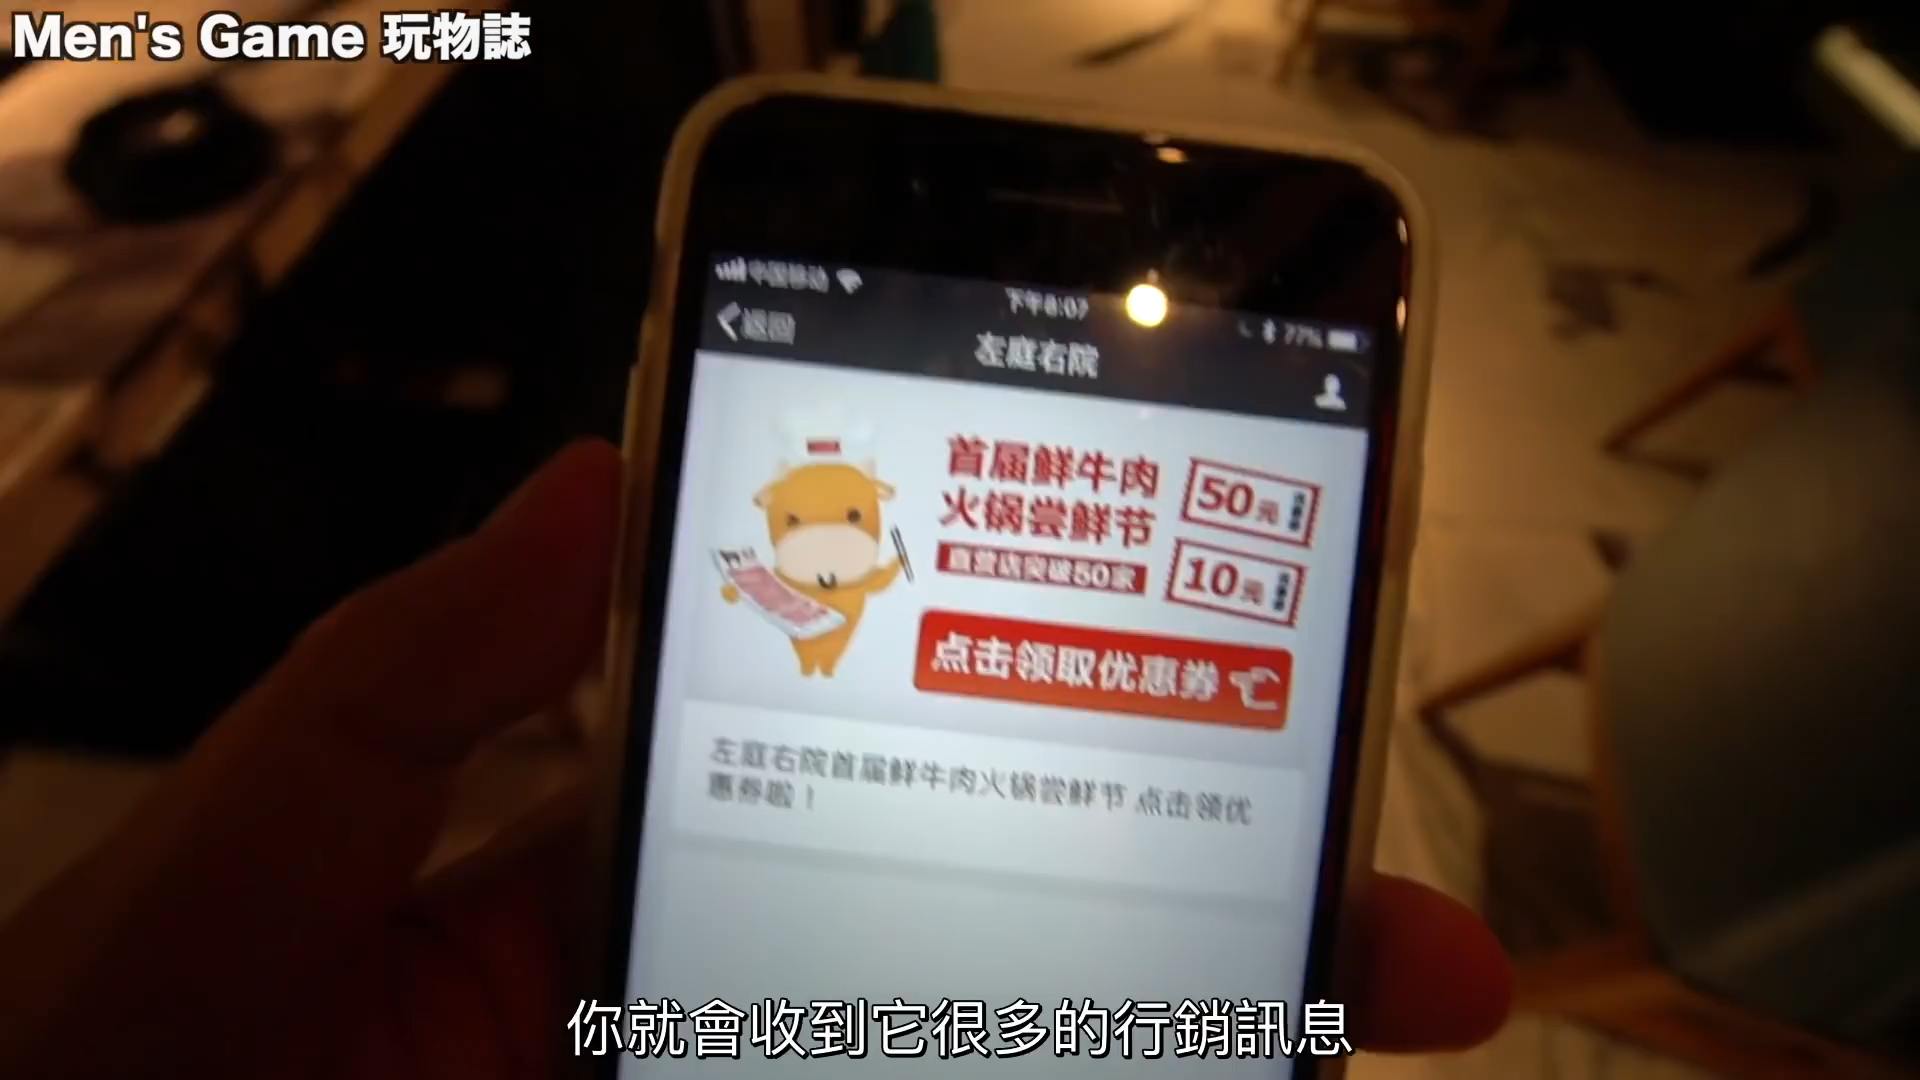 Men's Game 玩物誌
中国移动
下午8:07
77%
返回
左庭右院
首届鲜牛肉
火锅尝鲜节
直营店突破50家
50元
10元
点击领取优惠券
左庭右院首届鲜牛肉火锅尝鲜节 点击领优
惠券啦！
你就會收到它很多的行銷訊息